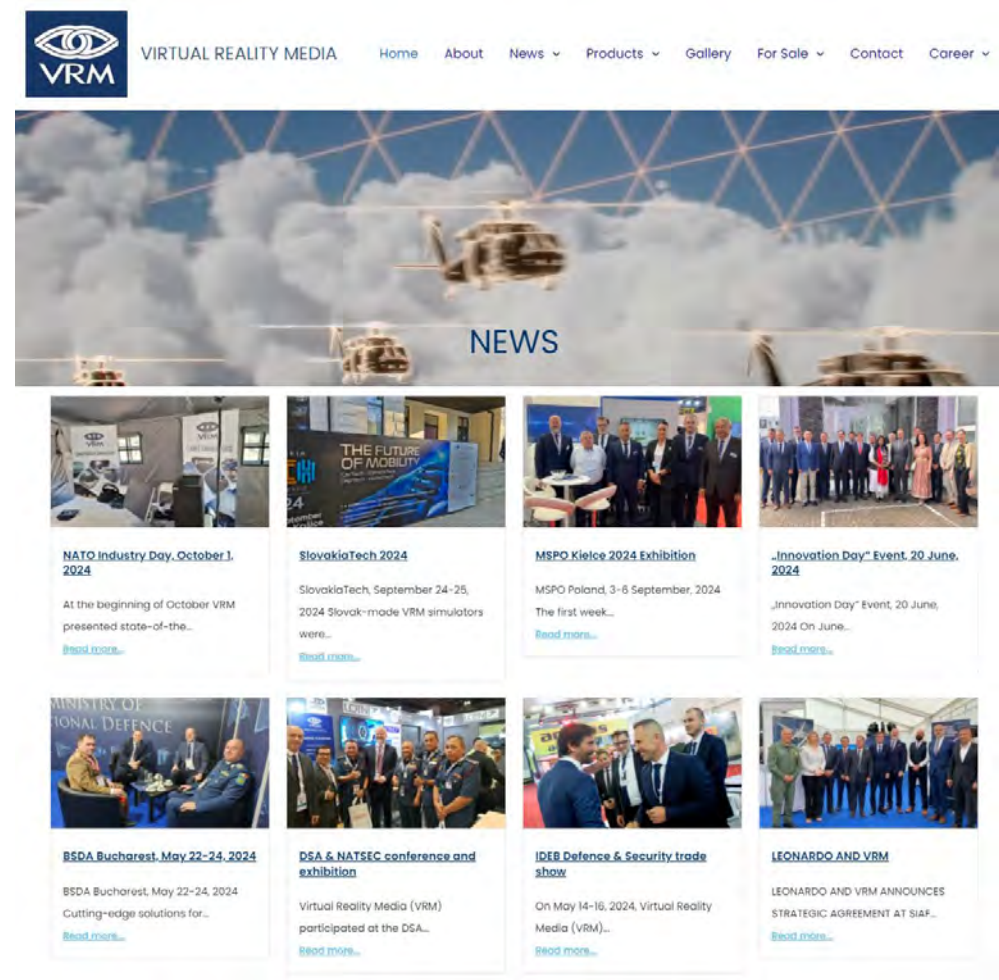 VRM
VIRTUAL REALITY MEDIA
Home
About
News
Products
Gallery
For Sale
Contact
Career
NEWS
VRM
VRM
THE FUTURE
OF MOBILITY
24
NATO Industry Day, October 1,
2024
At the beginning of October VRM
presented state-of-the...
Read more...
SlovakiaTech 2024
SlovakiaTech, September 24-25,
2024 Slovak-made VRM simulators
were...
Read more...
MSPO Kielce 2024 Exhibition
MSPO Poland, 3-6 September, 2024
The first week...
Read more...
„Innovation Day" Event, 20 June,
2024
„Innovation Day" Event, 20 June,
2024 On June...
Read more...
MINISTRY OF
IONAL DEFENCE
BSDA Bucharest, May 22-24, 2024
BSDA Bucharest, May 22-24, 2024
Cutting-edge solutions for...
Read more...
DSA & NATSEC conference and
exhibition
Virtual Reality Media (VRM)
participated at the DSA...
Read more...
IDEB Defence & Security trade
show
On May 14-16, 2024, Virtual Reality
Media (VRM)...
Read more...
LEONARDO AND VRM
LEONARDO AND VRM ANNOUNCES
STRATEGIC AGREEMENT AT SIAF...
Read more...